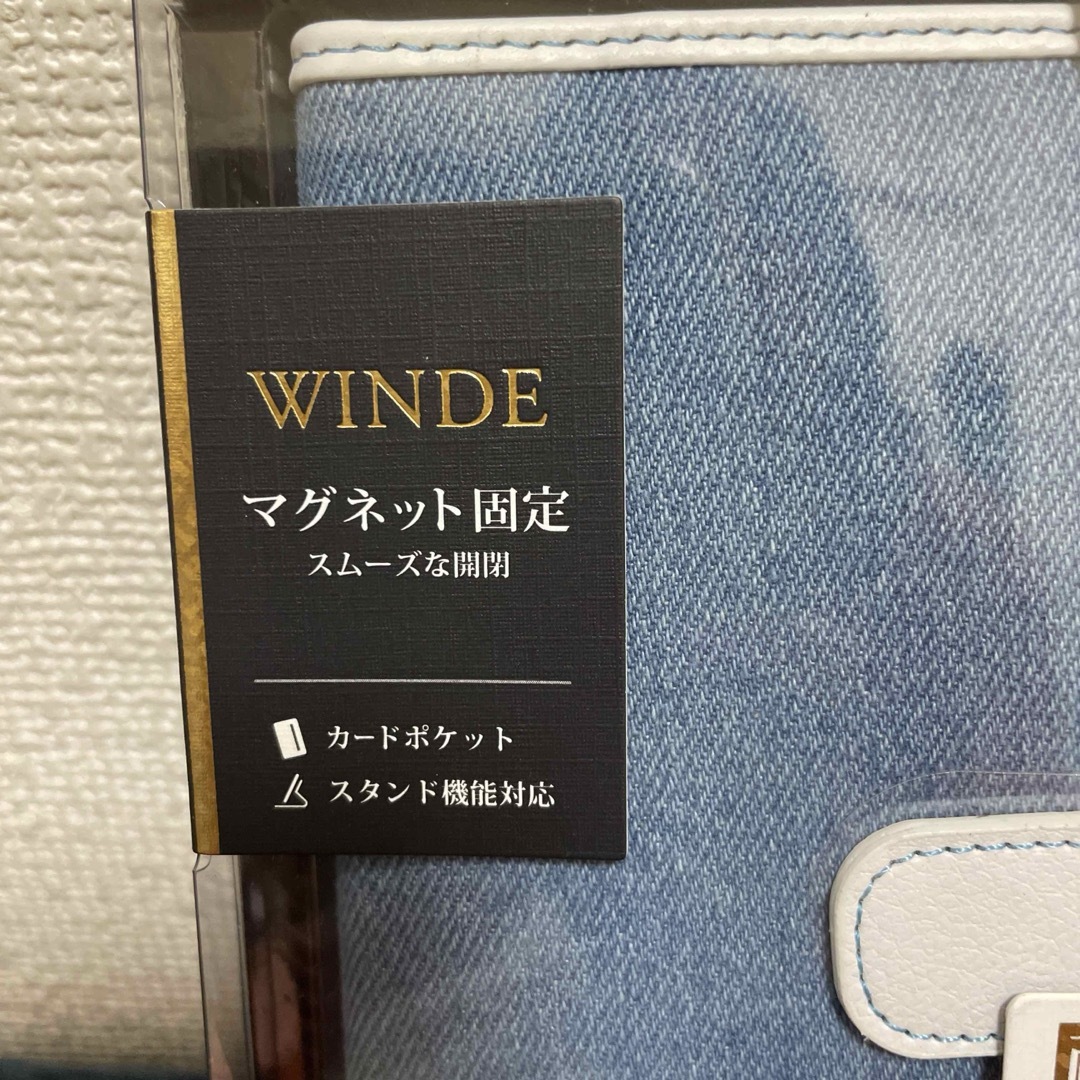 WINDE
マグネット固定
スムーズな開閉
カードポケット
スタンド機能対応